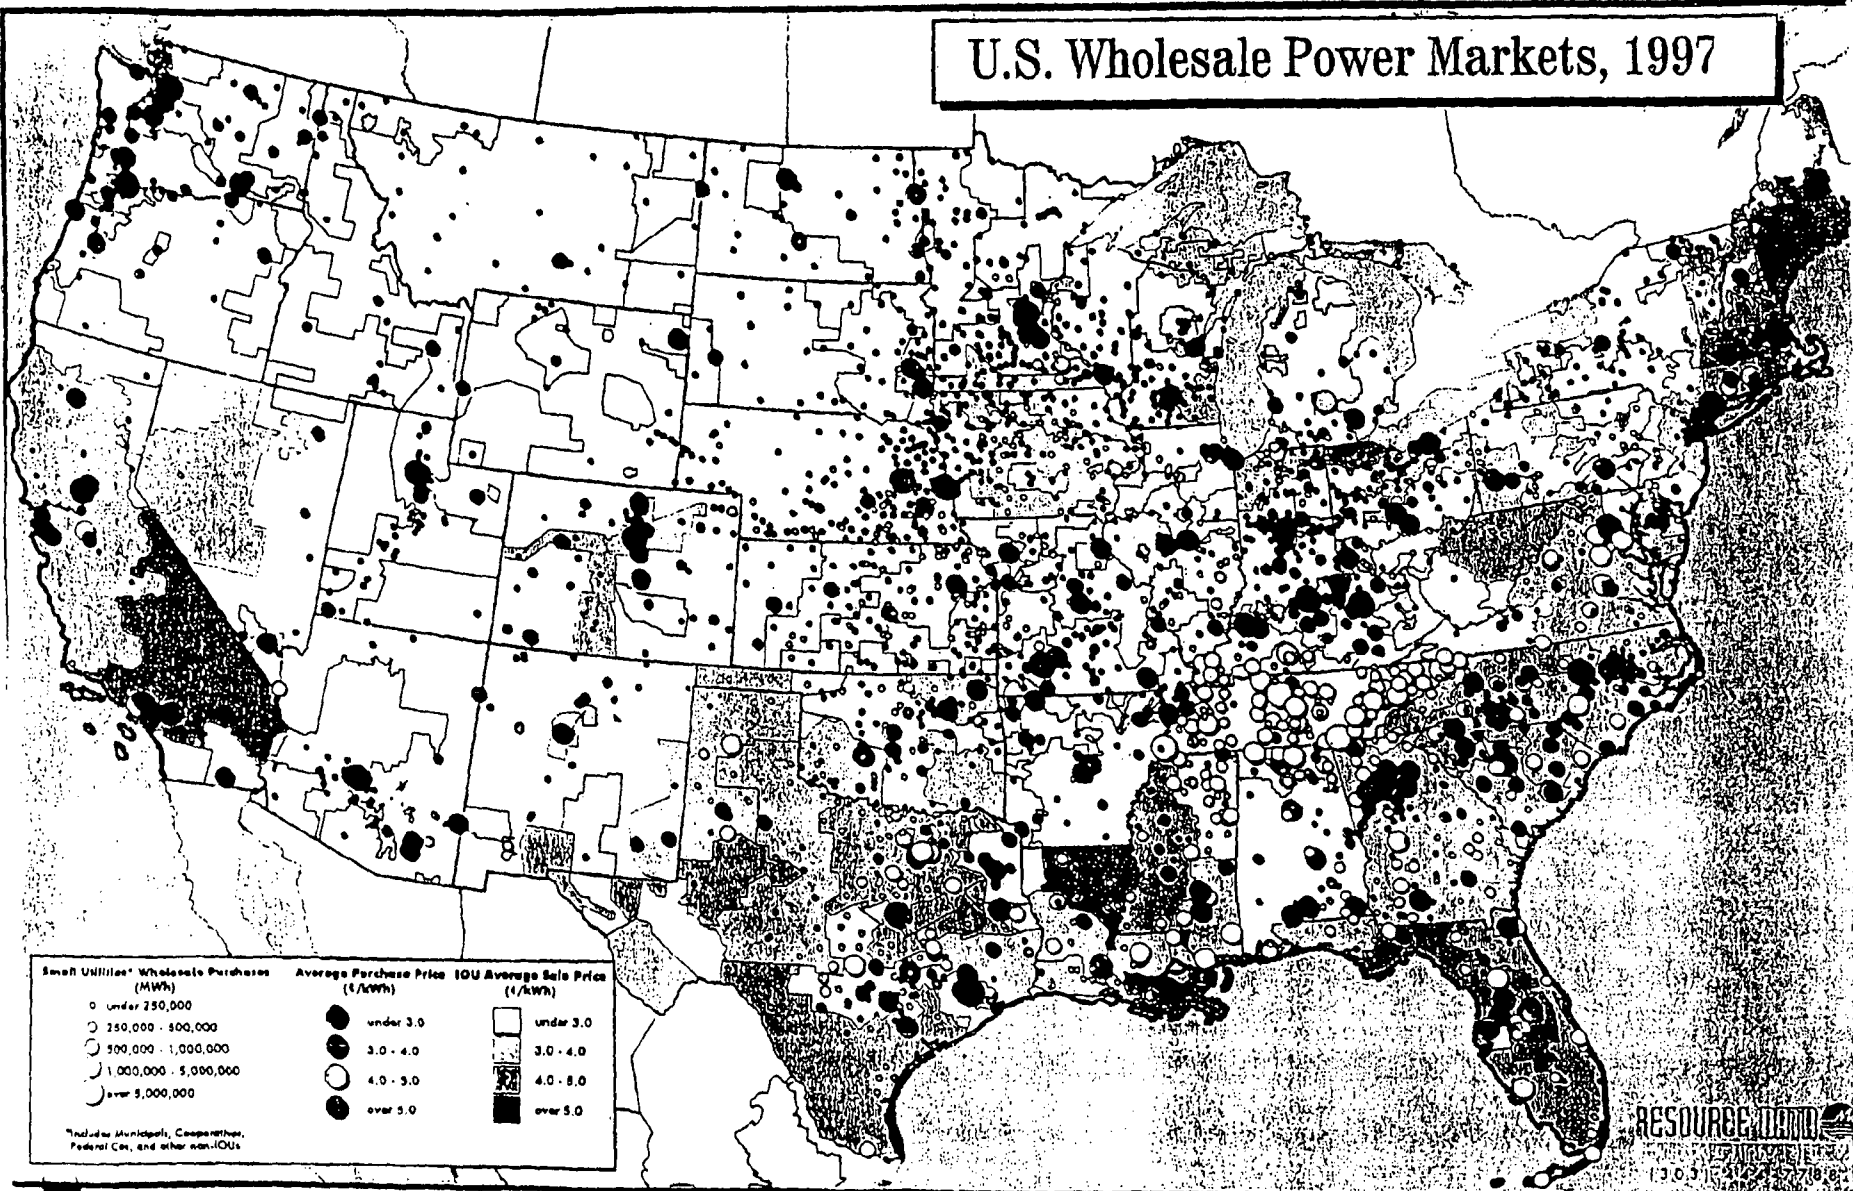 U.S. Wholesale Power Markets, 1997
Small Utilities* Wholesale Purchases
(MWh)
under 250,000
250,000 - 500,000
500,000 - 1,000,000
1,000,000 - 5,000,000
over 5,000,000
*Includes Municipals, Cooperatives,
Federal Cos, and other non-IOUs
Average Purchase Price
(¢/kWh)
under 3.0
3.0 - 4.0
4.0 - 5.0
over 5.0
IOU Average Sale Price
(¢/kWh)
under 3.0
3.0 - 4.0
4.0 - 5.0
over 5.0
RESOURCE DATA